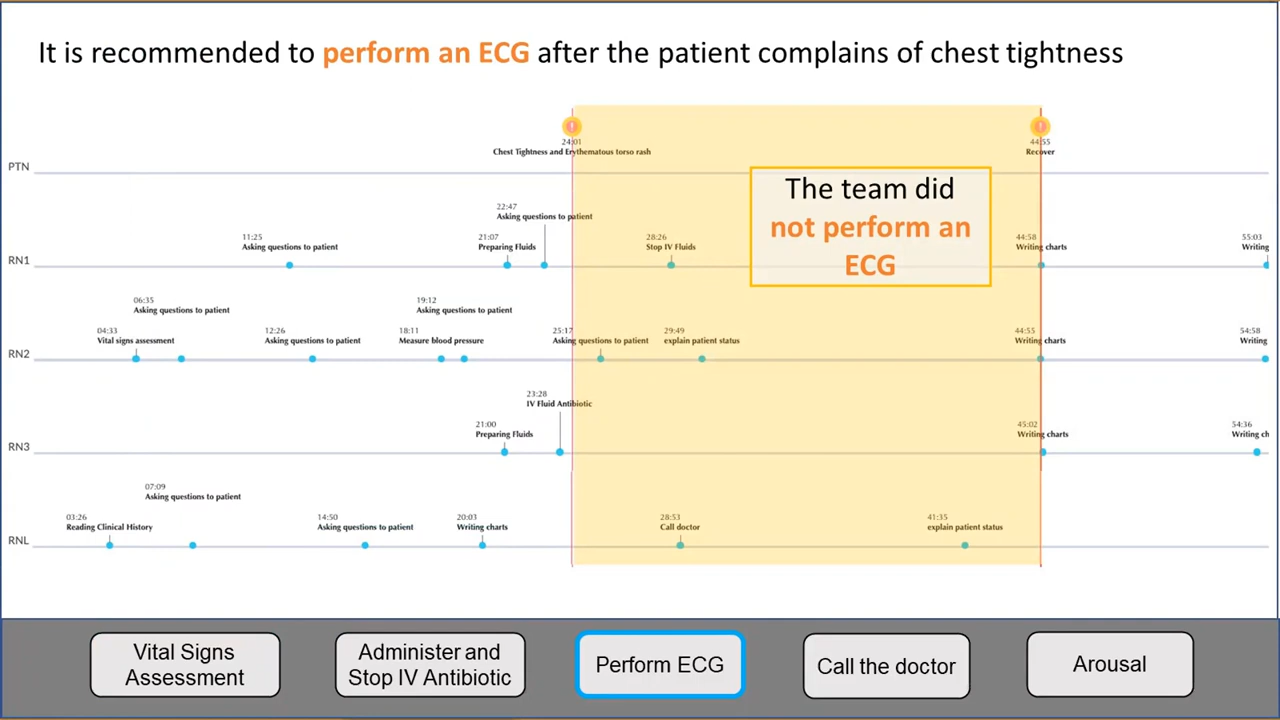 It is recommended to perform an ECG after the patient complains of chest tightness
24:01
Chest Tightness and Erythematous torso rash
44:55
Recover
PTN
The team did
not perform an
ECG
22:47
Asking questions to patient
11:25
Asking questions to patient
21:07
Preparing Fluids
28:26
Stop IV Fluids
44:58
Writing charts
55:03
Writing
RN1
06:35
Asking questions to patient
19:12
Asking questions to patient
04:33
Vital signs assessment
12:26
Asking questions to patient
18:11
Measure blood pressure
25:17
Asking questions to patient
29:49
explain patient status
44:55
Writing charts
54:58
Writing
RN2
23:28
IV Fluid Antibiotic
21:00
Preparing Fluids
45:02
Writing charts
54:36
Writing ch
RN3
07:09
Asking questions to patient
03:26
Reading Clinical History
14:50
Asking questions to patient
20:03
Writing charts
28:53
Call doctor
41:35
explain patient status
RNL
Vital Signs
Assessment
Administer and
Stop IV Antibiotic
Perform ECG
Call the doctor
Arousal